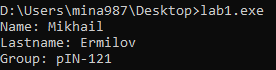 D:\Users\mina987\Desktop>lab1.exe
Name: Mikhail
Lastname: Ermilov
Group: pIN-121